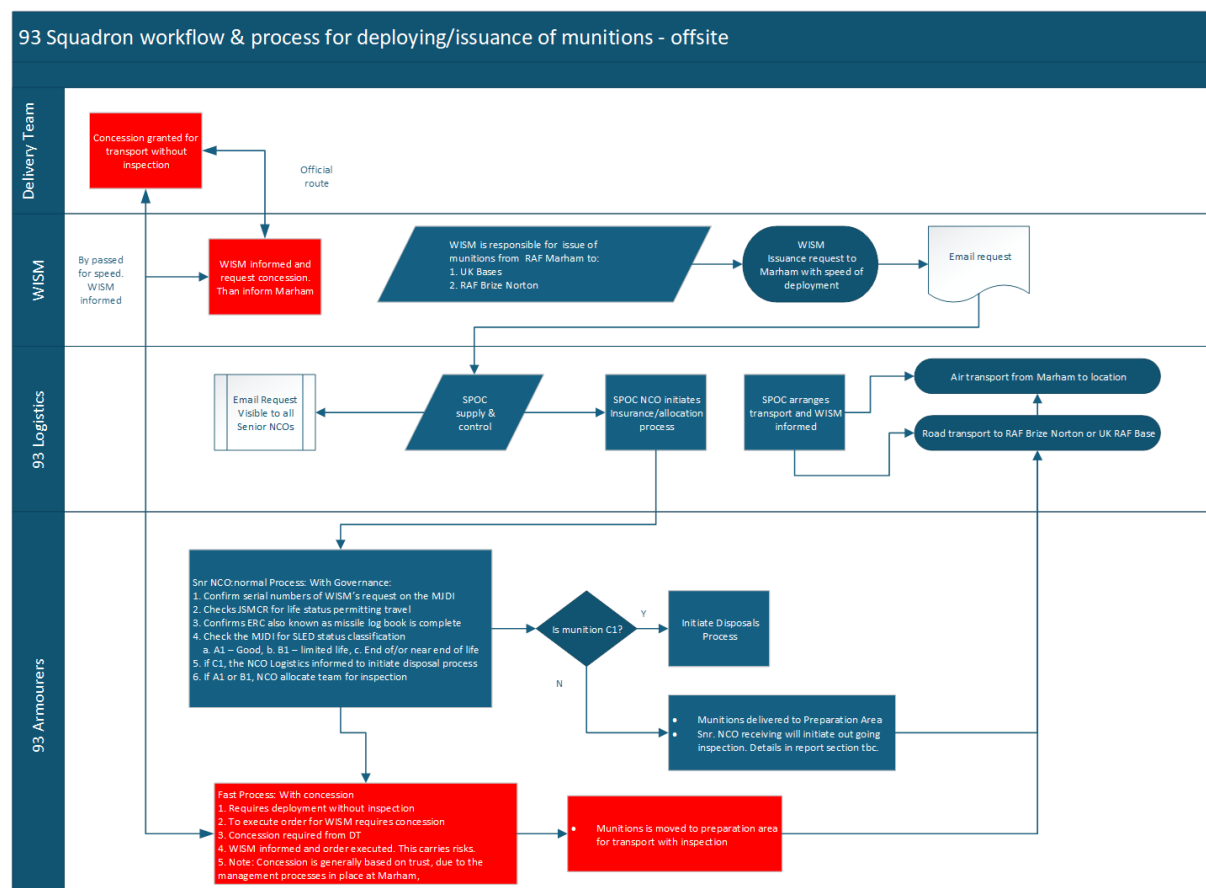 93 Squadron workflow & process for deploying/issuance of munitions - offsite
Delivery Team
Concession granted for
transport without
inspection
Official
route
WISM
By passed
for speed.
WISM
informed
WISM informed and
request concession.
Than inform Marham
WISM is responsible for issue of
munitions from RAF Marham to:
1. UK Bases
2. RAF Brize Norton
WISM
Issuance request to
Marham with speed of
deployment
Email request
93 Logistics
Email Request
Visible to all
Senior NCOs
SPOC
supply &
control
SPOC NCO initiates
Insurance/allocation
process
SPOC arranges
transport and WISM
informed
Air transport from Marham to location
Road transport to RAF Brize Norton or UK RAF Base
93 Armourers
Snr NCO:normal Process: With Governance:
1. Confirm serial numbers of WISM's request on the MJDI
2. Checks JSMCR for life status permitting travel
3. Confirms ERC also known as missile log book is complete
4. Check the MJDI for SLED status classification
a. A1 – Good, b. B1 – limited life, c. End of/or near end of life
5. if C1, the NCO Logistics informed to initiate disposal process
6. If A1 or B1, NCO allocate team for inspection
Is munition C1?
Y
Initiate Disposals
Process
N
• Munitions delivered to Preparation Area
• Snr. NCO receiving will initiate out going
inspection. Details in report section tbc.
Fast Process: With concession
1. Requires deployment without inspection
2. To execute order for WISM requires concession
3. Concession required from DT
4. WISM informed and order executed. This carries risks.
5. Note: Concession is generally based on trust, due to the
management processes in place at Marham,
• Munitions is moved to preparation area
for transport with inspection